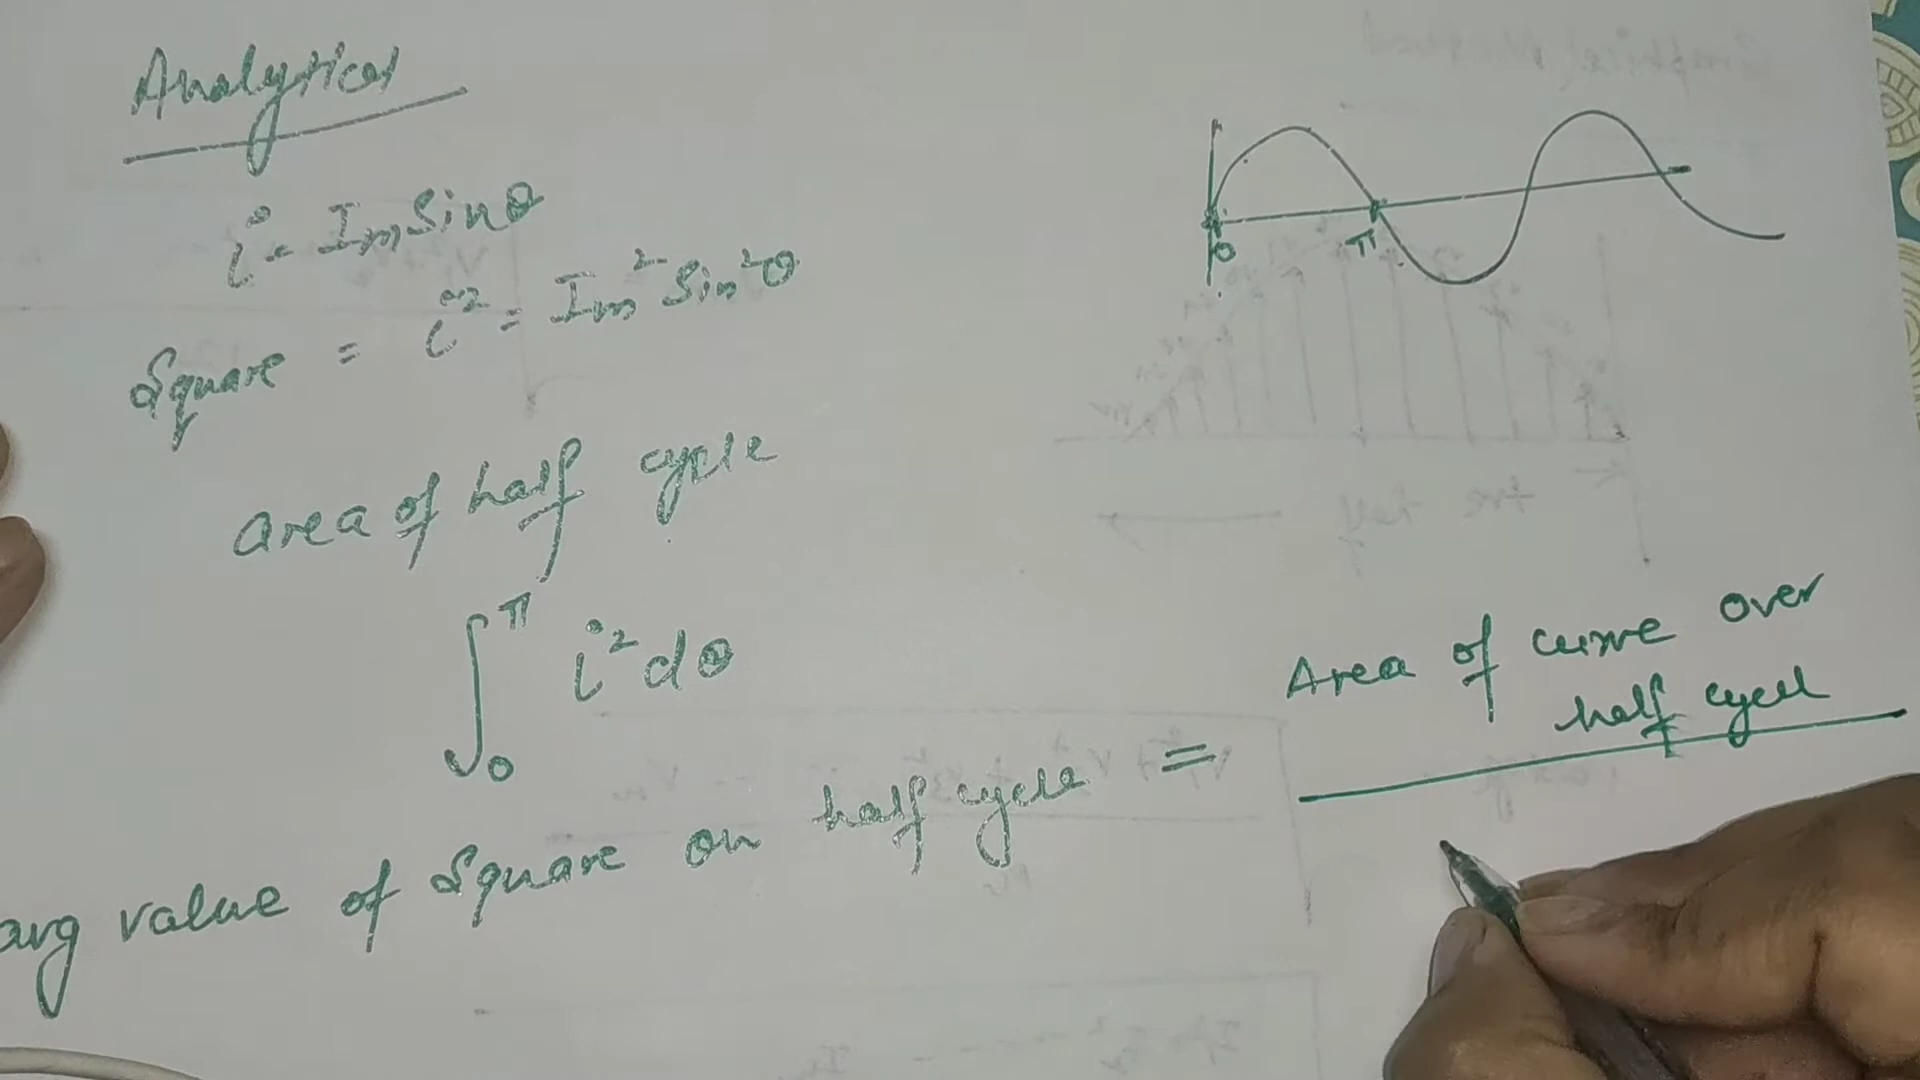 Analytical
i = Im Sinθ
Square = i² = Im² Sin²θ
0
π
area of half cycle
∫₀^π i² dθ
avg value of Square on half cycle =
Area of curve over
half cycle